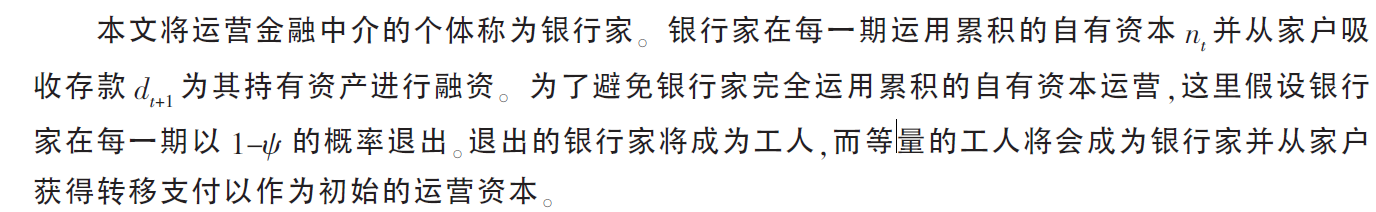 本文将运营金融中介的个体称为银行家。银行家在每一期运用累积的自有资本 nₜ 并从家户吸
收存款 dₜ₊₁ 为其持有资产进行融资。为了避免银行家完全运用累积的自有资本运营,这里假设银行
家在每一期以 1–ψ 的概率退出。退出的银行家将成为工人,而等量的工人将会成为银行家并从家户
获得转移支付以作为初始的运营资本。